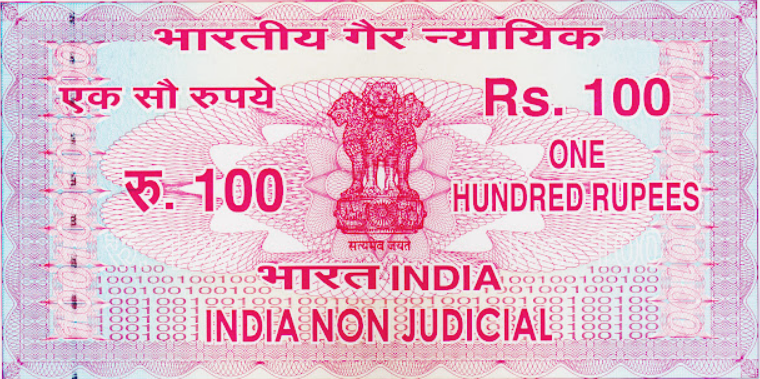 भारतीय गैर न्यायिक
एक सौ रुपये
Rs. 100
रु. 100
ONE
HUNDRED RUPEES
सत्यमेव जयते
भारत INDIA
INDIA NON JUDICIAL